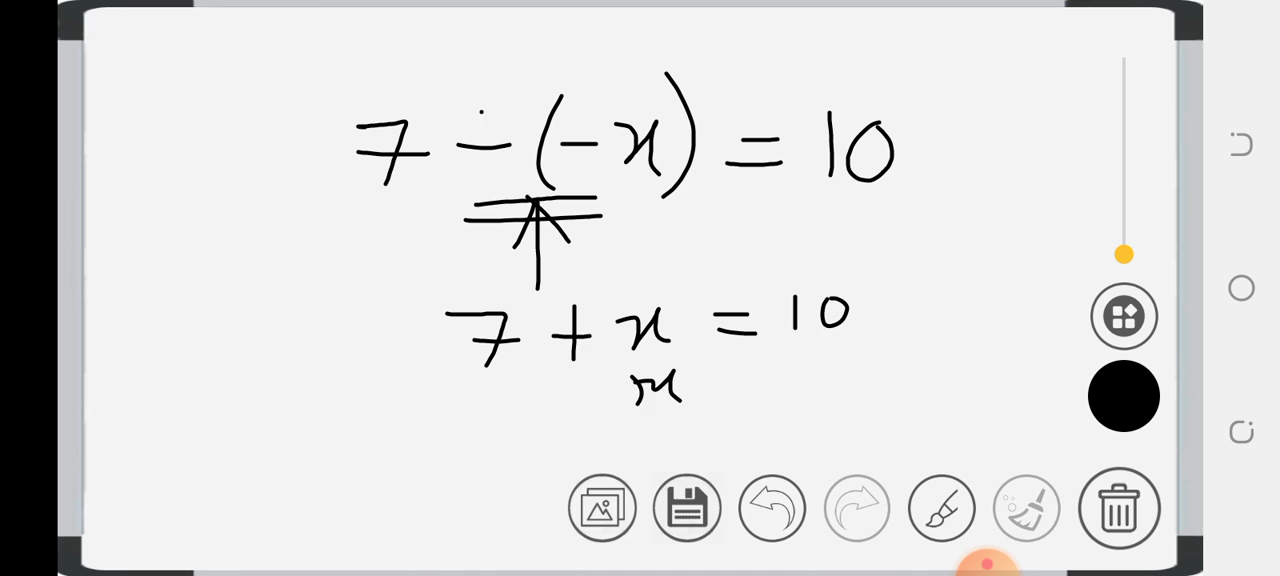 7 - (-x) = 10
7 + x = 10
x